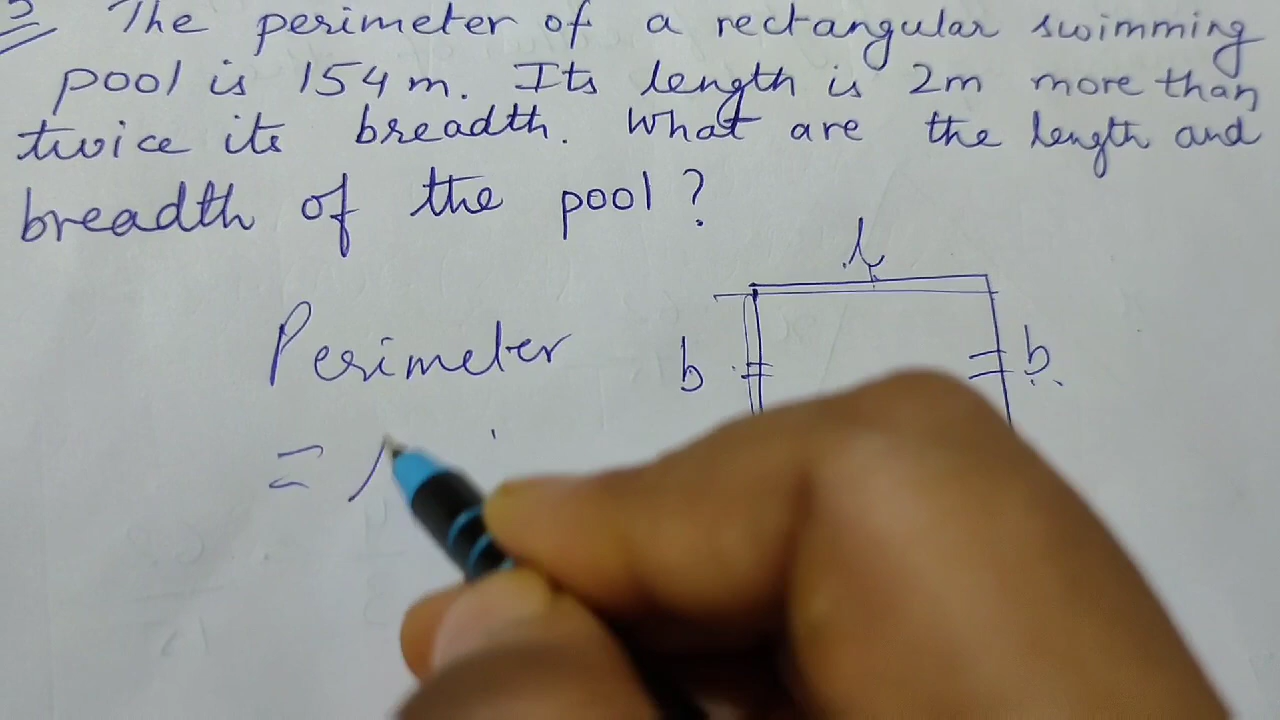 The perimeter of a rectangular swimming
pool is 154 m. Its length is 2m more than
twice its breadth. What are the length and
breadth of the pool?
l
Perimeter
b
b
=